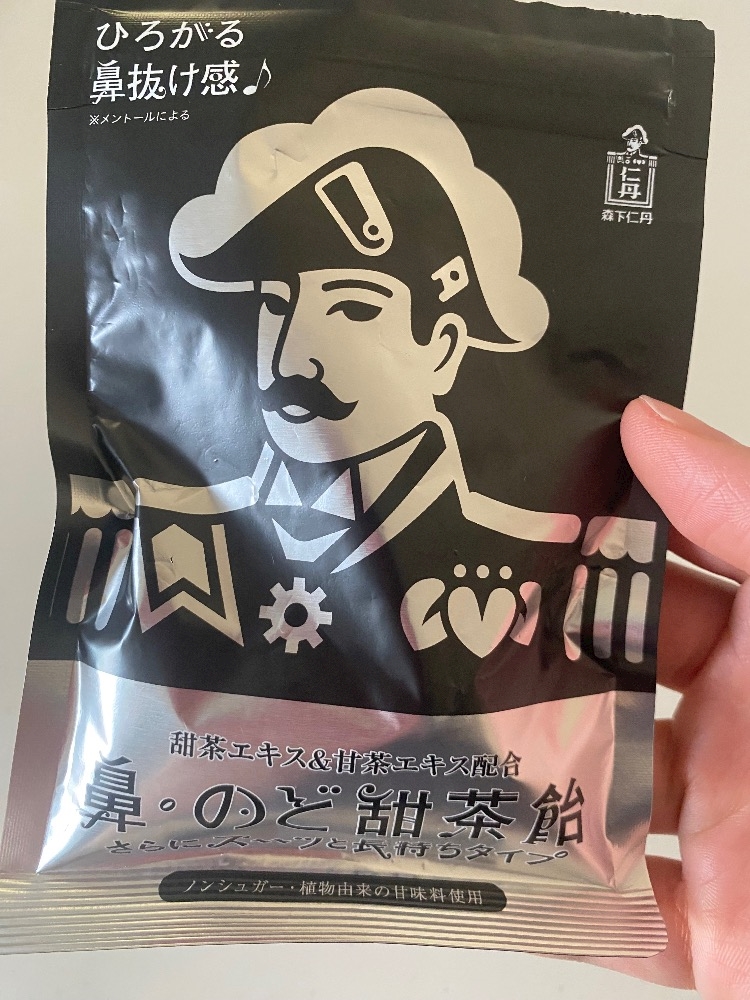 ひろがる
鼻抜け感♪
※メントールによる
仁丹
森下仁丹
甜茶エキス&甘茶エキス配合
鼻・のど甜茶飴
さらにスーッと長持ちタイプ
ノンシュガー・植物由来の甘味料使用